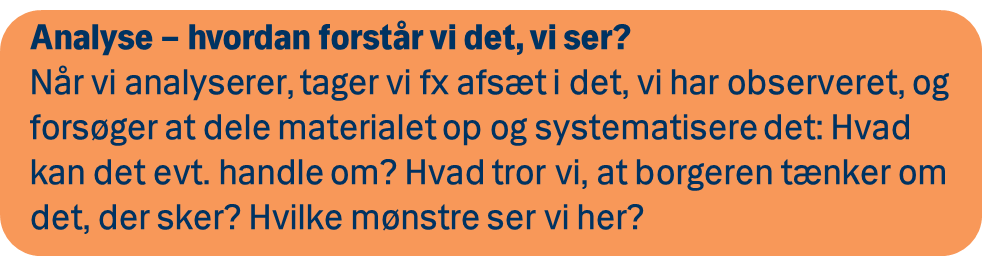 Analyse – hvordan forstår vi det, vi ser?
Når vi analyserer, tager vi fx afsæt i det, vi har observeret, og
forsøger at dele materialet op og systematisere det: Hvad
kan det evt. handle om? Hvad tror vi, at borgeren tænker om
det, der sker? Hvilke mønstre ser vi her?